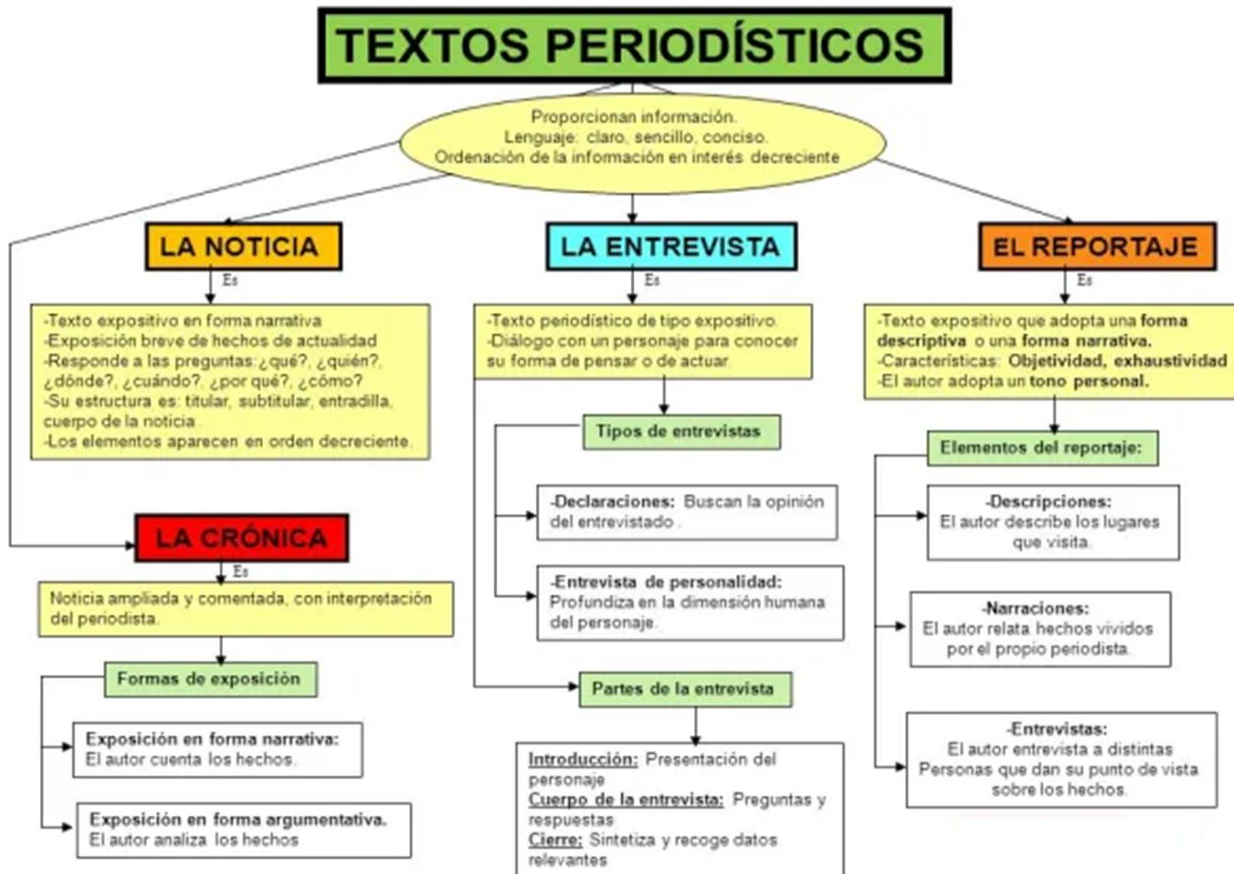 TEXTOS PERIODÍSTICOS
Proporcionan información.
Lenguaje: claro, sencillo, conciso.
Ordenación de la información en interés decreciente
LA NOTICIA
Es
-Texto expositivo en forma narrativa
-Exposición breve de hechos de actualidad
-Responde a las preguntas:¿qué?, ¿quién?,
¿dónde?, ¿cuándo?, ¿por qué?, ¿cómo?
-Su estructura es: titular, subtitular, entradilla,
cuerpo de la noticia .
-Los elementos aparecen en orden decreciente.
LA CRÓNICA
Es
Noticia ampliada y comentada, con interpretación
del periodista.
Formas de exposición
Exposición en forma narrativa:
El autor cuenta los hechos.
Exposición en forma argumentativa.
El autor analiza los hechos
LA ENTREVISTA
Es
-Texto periodístico de tipo expositivo.
-Diálogo con un personaje para conocer
su forma de pensar o de actuar.
Tipos de entrevistas
-Declaraciones: Buscan la opinión
del entrevistado .
-Entrevista de personalidad:
Profundiza en la dimensión humana
del personaje.
Partes de la entrevista
Introducción: Presentación del
personaje
Cuerpo de la entrevista: Preguntas y
respuestas
Cierre: Sintetiza y recoge datos
relevantes
EL REPORTAJE
Es
-Texto expositivo que adopta una forma
descriptiva o una forma narrativa.
-Características: Objetividad, exhaustividad
-El autor adopta un tono personal.
Elementos del reportaje:
-Descripciones:
El autor describe los lugares
que visita.
-Narraciones:
El autor relata hechos vividos
por el propio periodista.
-Entrevistas:
El autor entrevista a distintas
Personas que dan su punto de vista
sobre los hechos.